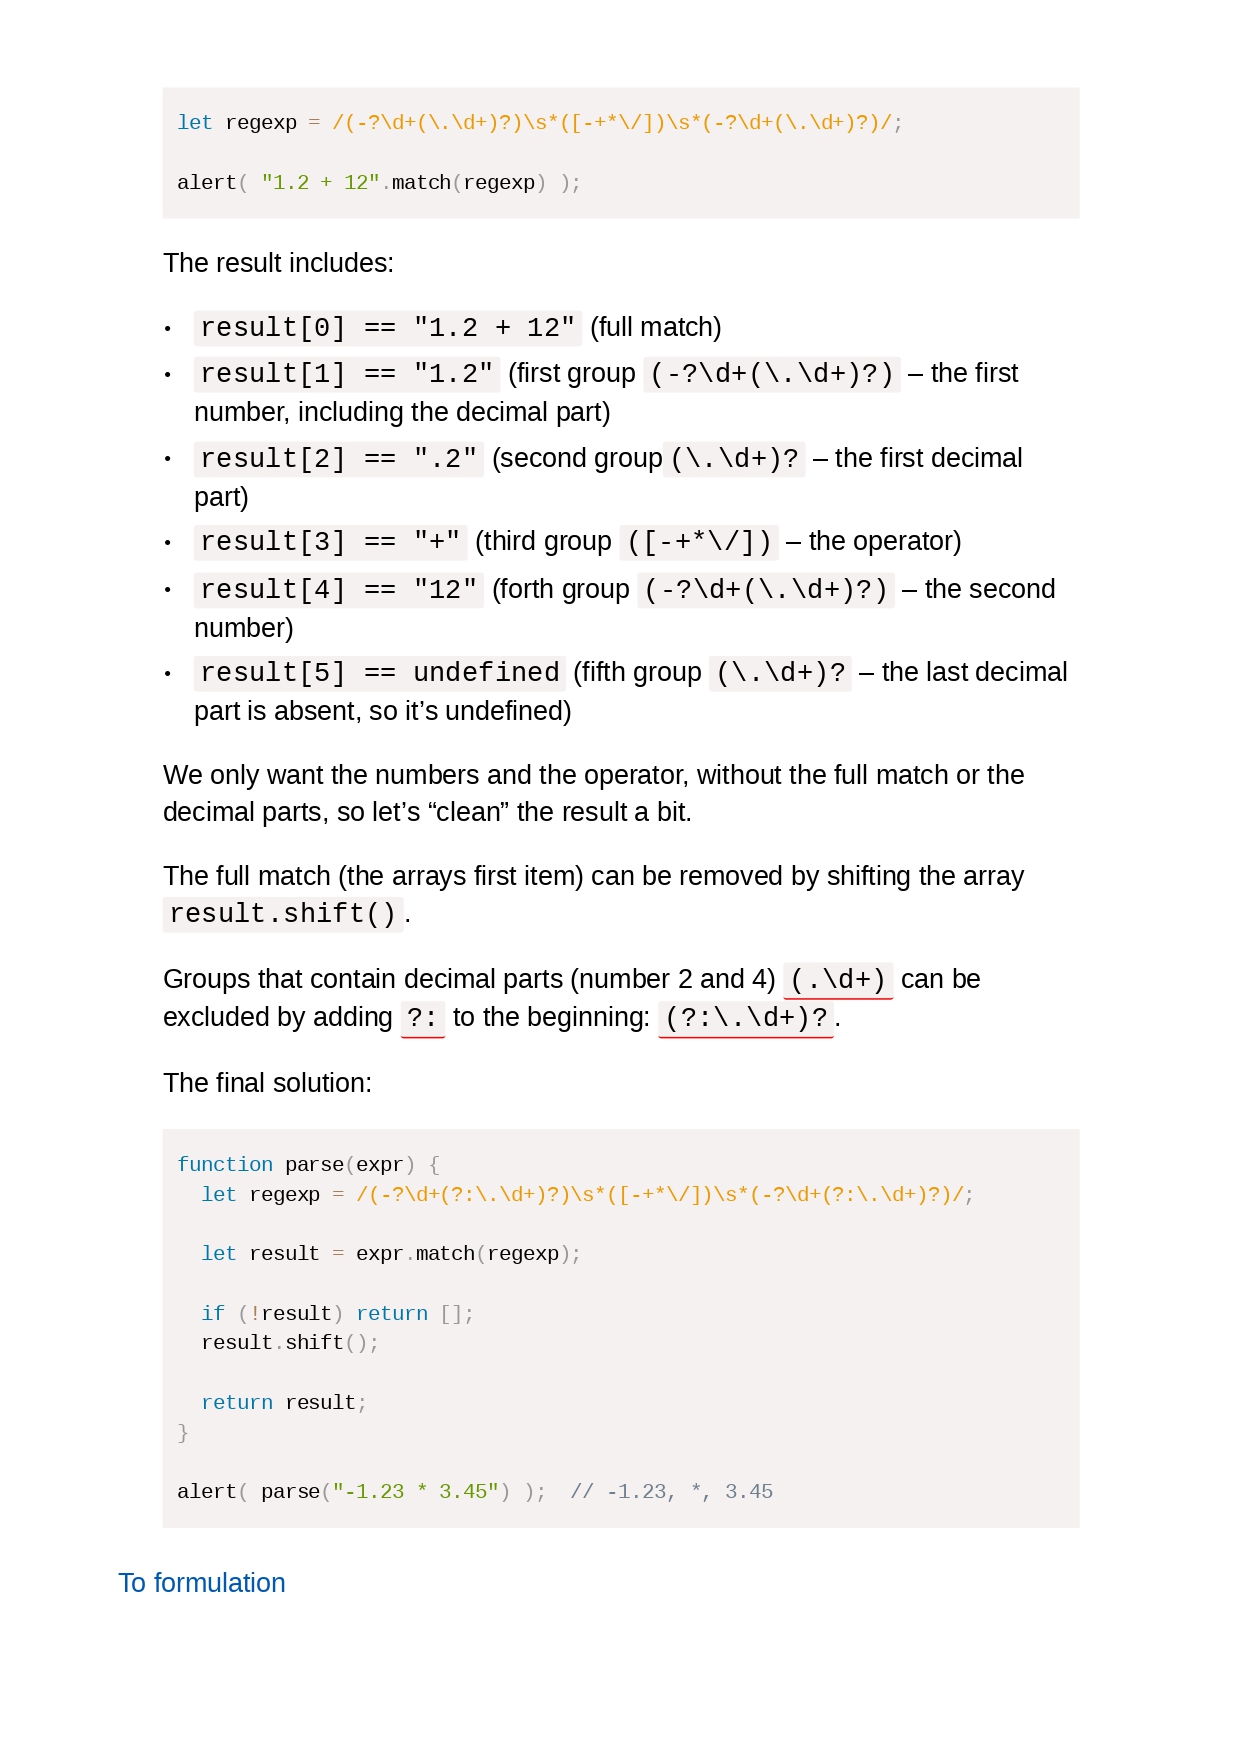 let regexp = /(-?\d+(\.\d+)?)\s*([-+*\/])\s*(-?\d+(\.\d+)?)/;
alert( "1.2 + 12".match(regexp) );
The result includes:
• result[0] == "1.2 + 12" (full match)
• result[1] == "1.2" (first group (-?\d+(\.\d+)?) – the first
number, including the decimal part)
• result[2] == ".2" (second group(\.\d+)? – the first decimal
part)
• result[3] == "+" (third group ([-+*\/]) – the operator)
• result[4] == "12" (forth group (-?\d+(\.\d+)?) – the second
number)
• result[5] == undefined (fifth group (\.\d+)? – the last decimal
part is absent, so it’s undefined)
We only want the numbers and the operator, without the full match or the
decimal parts, so let’s “clean” the result a bit.
The full match (the arrays first item) can be removed by shifting the array
result.shift().
Groups that contain decimal parts (number 2 and 4) (.\d+) can be
excluded by adding ?: to the beginning: (?:\.\d+)?.
The final solution:
function parse(expr) {
  let regexp = /(-?\d+(?:\.\d+)?)\s*([-+*\/])\s*(-?\d+(?:\.\d+)?)/;
  let result = expr.match(regexp);
  if (!result) return [];
  result.shift();
  return result;
}
alert( parse("-1.23 * 3.45") );  // -1.23, *, 3.45
To formulation